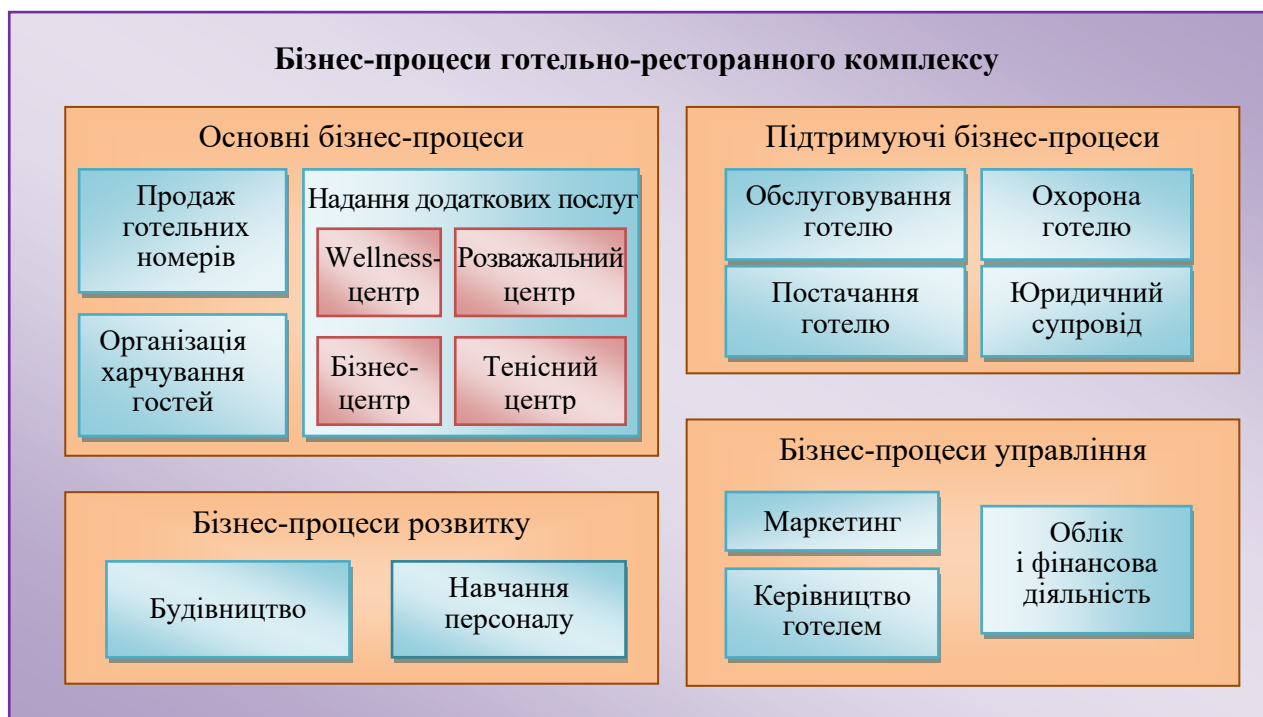 Бізнес-процеси готельно-ресторанного комплексу
Основні бізнес-процеси
Продаж
готельних
номерів
Організація
харчування
гостей
Надання додаткових послуг
Wellness-
центр
Розважальний
центр
Бізнес-
центр
Тенісний
центр
Підтримуючі бізнес-процеси
Обслуговування
готелю
Охорона
готелю
Постачання
готелю
Юридичний
супровід
Бізнес-процеси розвитку
Будівництво
Навчання
персоналу
Бізнес-процеси управління
Маркетинг
Керівництво
готелем
Облік
і фінансова
діяльність